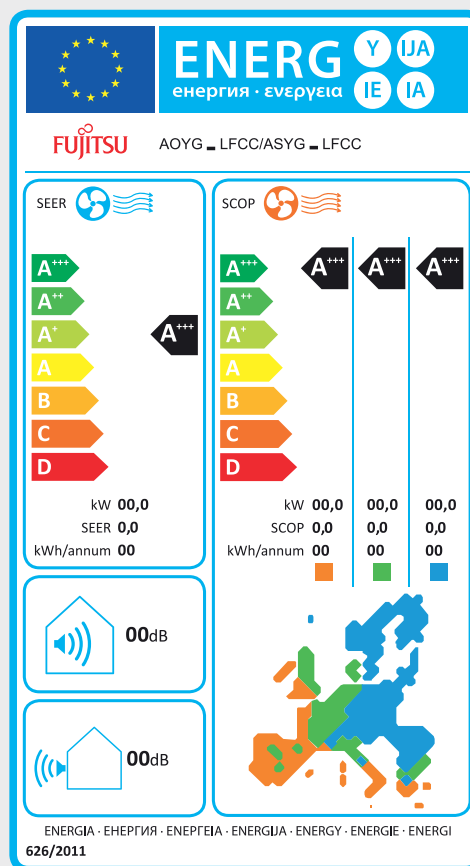 ENERG Y IJA
енергия · ενεργεια IE IA
FUJITSU AOYG - LFCC/ASYG - LFCC
SEER
A+++
A++
A+
A
B
C
D
A+++
kW 00,0
SEER 0,0
kWh/annum 00
SCOP
A+++
A++
A+
A
B
C
D
A+++ A+++ A+++
kW 00,0 00,0 00,0
SCOP 0,0 0,0 0,0
kWh/annum 00 00 00
00dB
00dB
ENERGIA · ЕНЕРГИЯ · ΕΝΕΡΓΕΙΑ · ENERGIJA · ENERGY · ENERGIE · ENERGI
626/2011